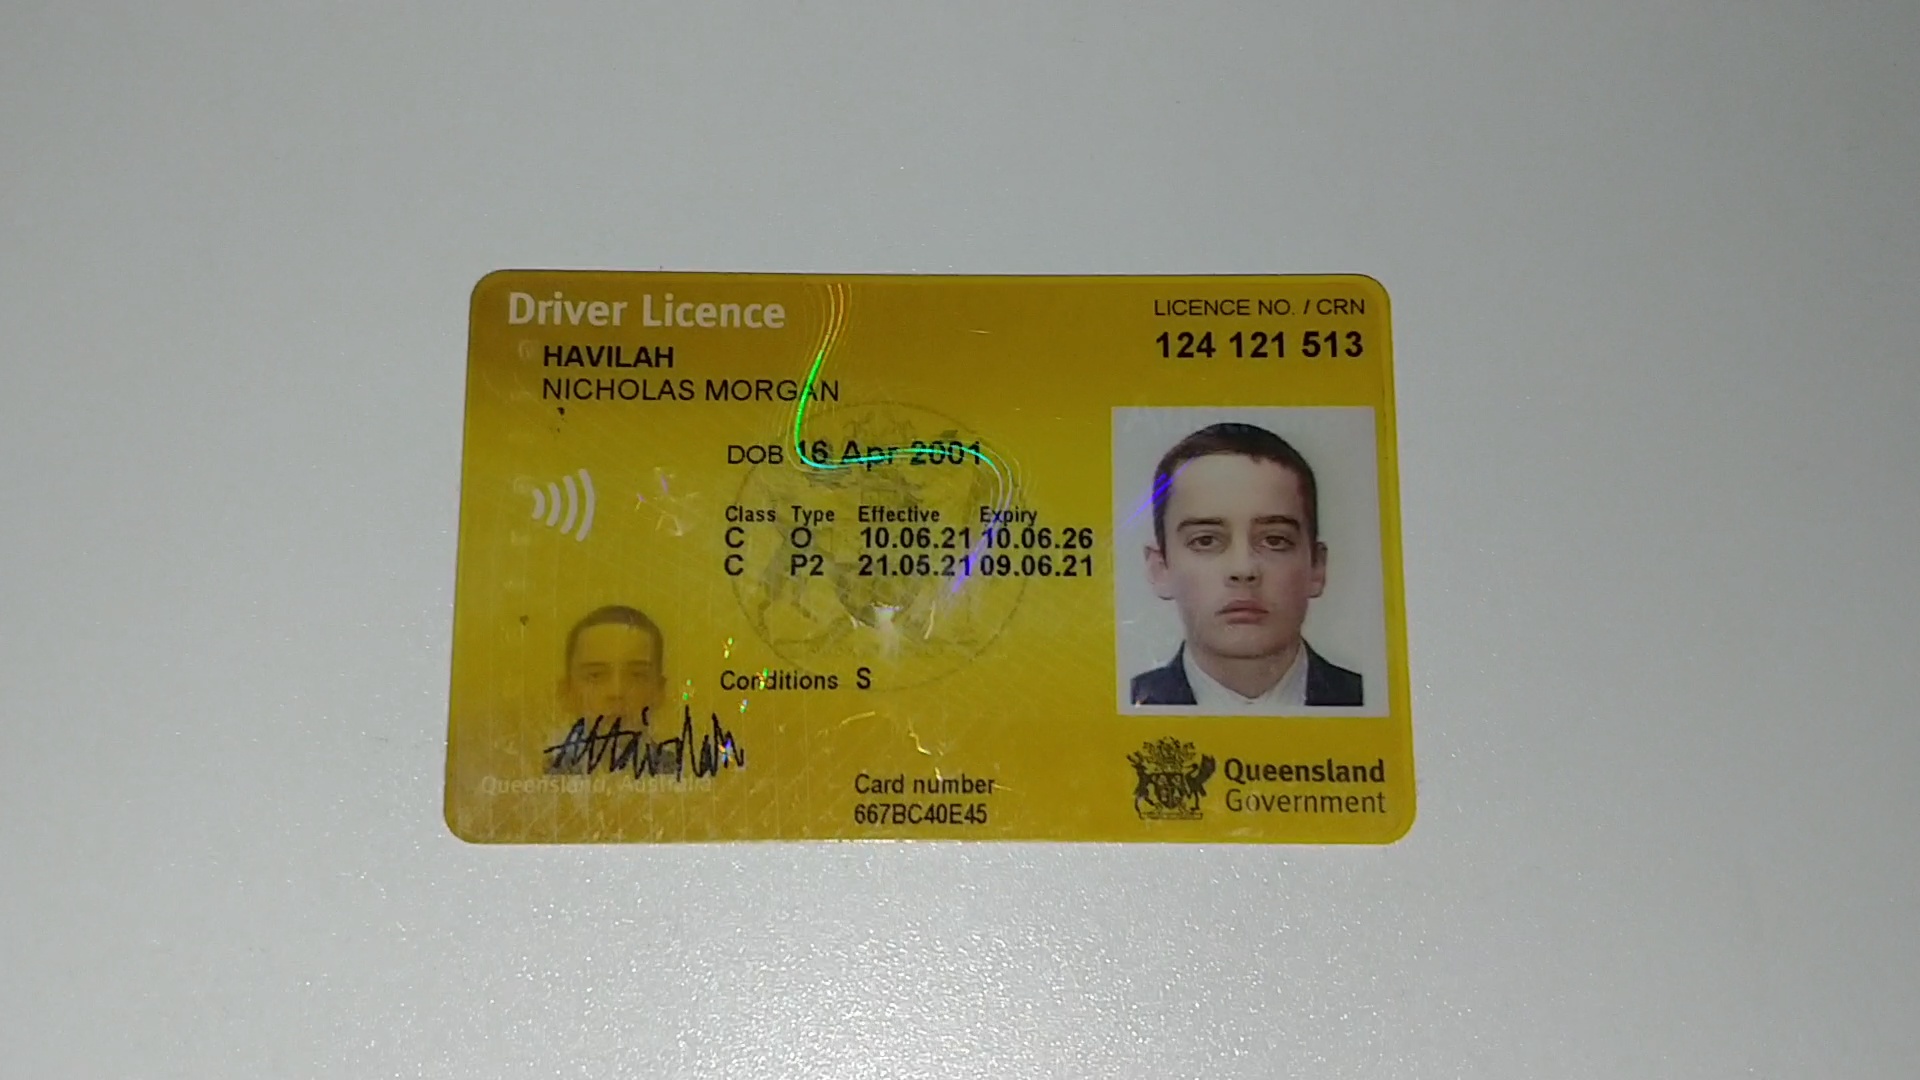 Driver Licence
LICENCE NO. / CRN
124 121 513
HAVILAH
NICHOLAS MORGAN
DOB 16 Apr 2001
Class Type Effective Expiry
C O 10.06.21 10.06.26
C P2 21.05.21 09.06.21
Conditions S
Queensland, Australia
Card number
667BC40E45
Queensland
Government